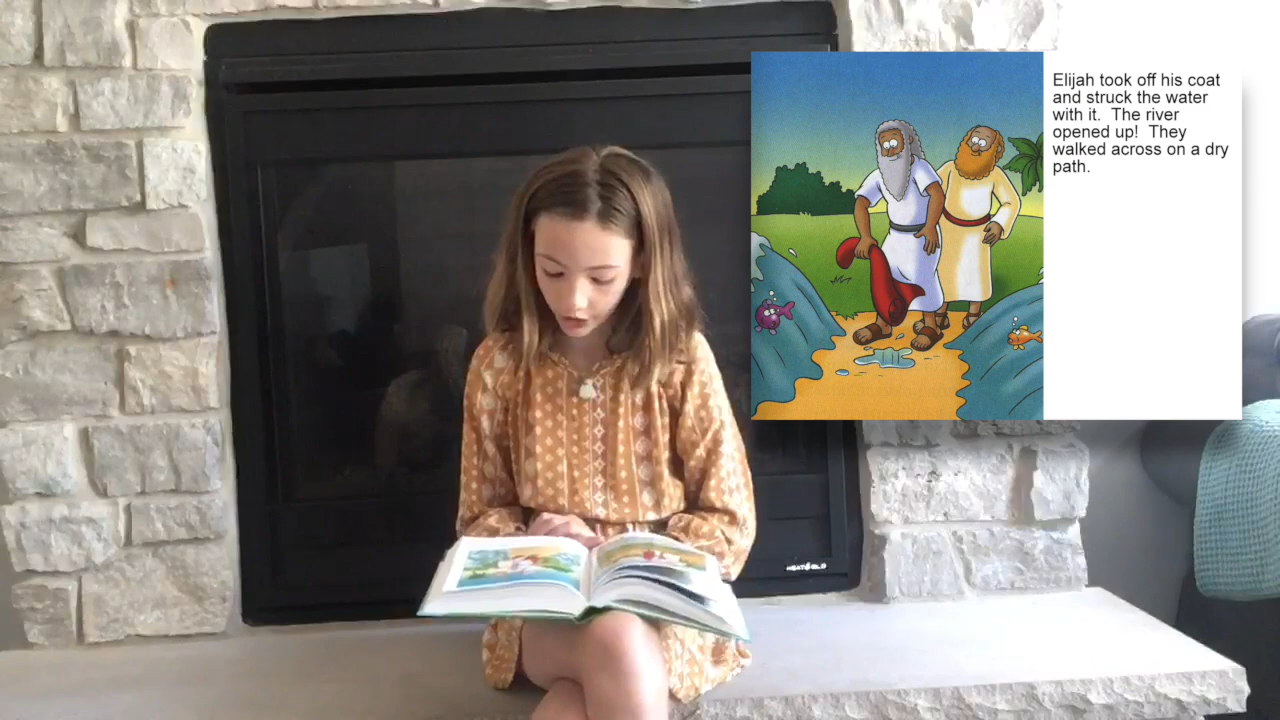 Elijah took off his coat
and struck the water
with it.  The river
opened up!  They
walked across on a dry
path.